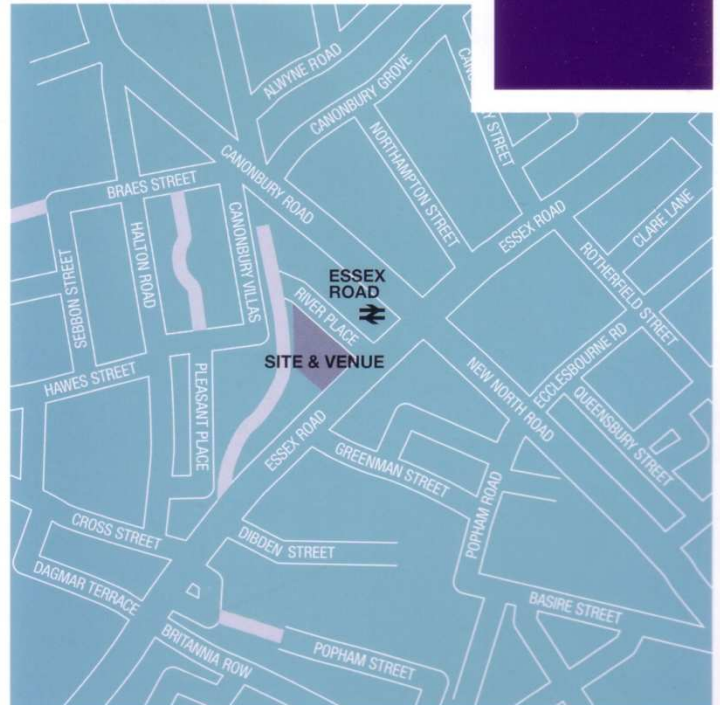 ALWYNE ROAD
CANONBURY GROVE
Y STREET
NORTHAMPTON STREET
CANONBURY ROAD
BRAES STREET
CANONBURY VILLAS
HALTON ROAD
SEBBON STREET
ESSEX ROAD
CLARE LANE
ROTHERFIELD STREET
ESSEX
ROAD
RIVER PLACE
SITE & VENUE
HAWES STREET
PLEASANT PLACE
NEW NORTH ROAD
ECCLESBOURNE RD
QUEENSBURY STREET
ESSEX ROAD
GREENMAN STREET
POPHAM ROAD
CROSS STREET
DIBDEN STREET
DAGMAR TERRACE
BASIRE STREET
BRITANNIA ROW
POPHAM STREET